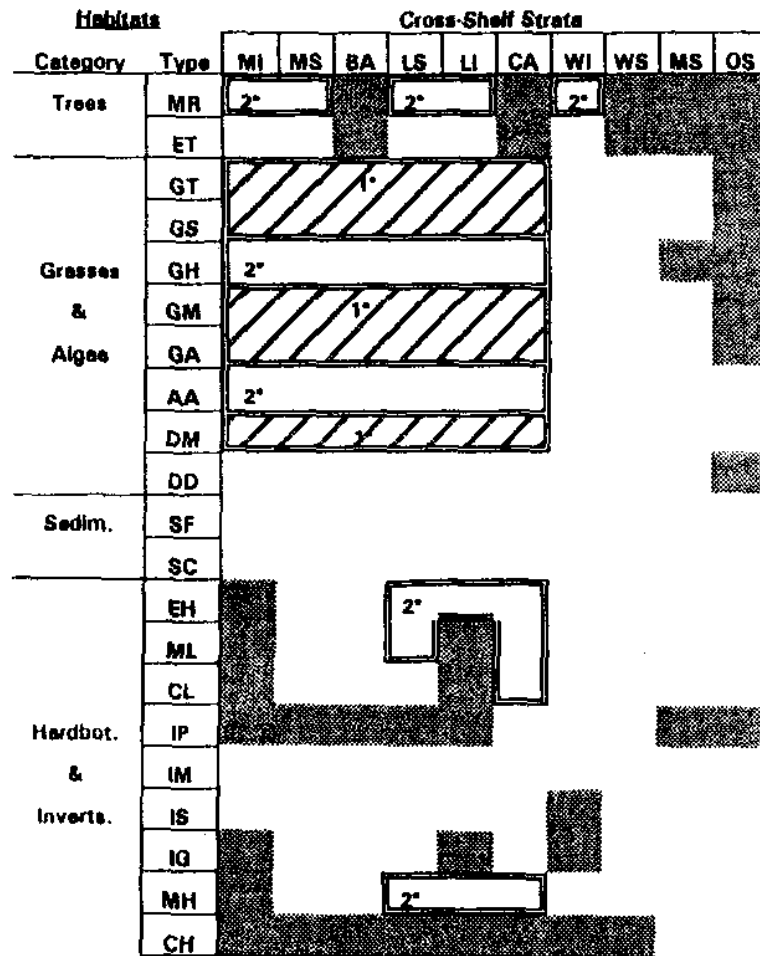 Habitats Cross-Shelf Strata
Category Type MI MS BA LS LI CA WI WS MS OS
Trees MR 2° 2° 2°
ET
GT 1°
GS
Grasses GH 2°
& GM 1°
Algae GA
AA 2°
DM 1°
DD
Sedim. SF
SC
EH 2°
ML
CL
Hardbot. IP
& IM
Inverts. IS
IG
MH 2°
CH